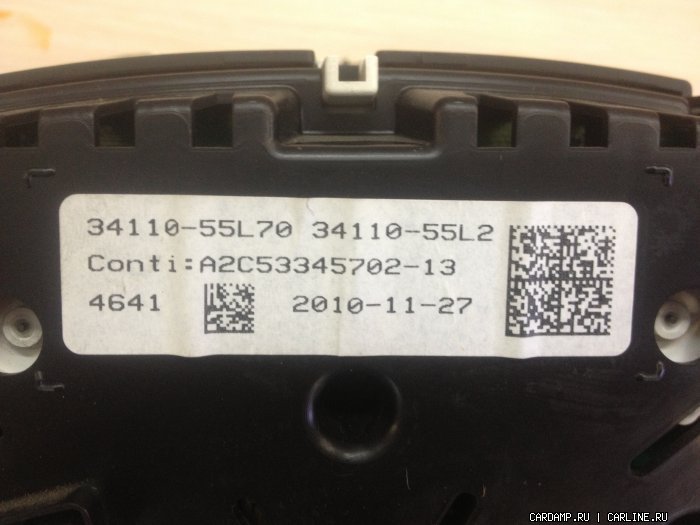 34110-55L70 34110-55L2
Conti:A2C53345702-13
4641 2010-11-27
CARDAMP.RU | CARLINE.RU